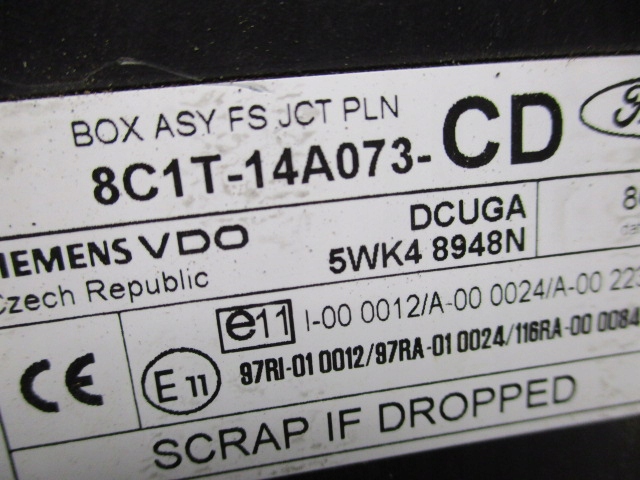 BOX ASY FS JCT PLN
8C1T-14A073-CD
DCUGA
5WK4 8948N
VDO
Czech Republic
e11 I-00 0012/A-00 0024/A-00
97RI-01 0012/97RA-01 0024/116RA-00 0084
CE
E 11
SCRAP IF DROPPED